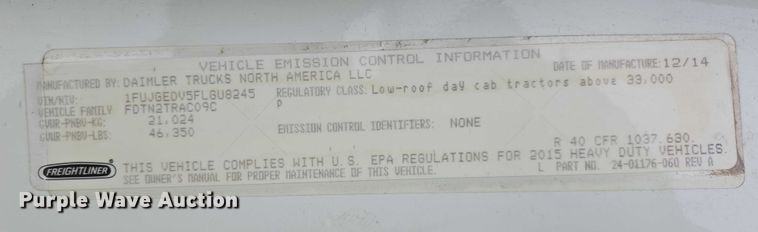 VEHICLE EMISSION CONTROL INFORMATION
DATE OF MANUFACTURE: 12/14
MANUFACTURED BY: DAIMLER TRUCKS NORTH AMERICA LLC
VIN/NIV: 1FUJGEDV5FLGU8245 REGULATORY CLASS: Low-roof day cab tractors above 33,000
VEHICLE FAMILY FDTN2TRAC09C P
GVWR-PNBV-KG: 21,024
GVWR-PNBV-LBS: 46,350 EMISSION CONTROL IDENTIFIERS: NONE
R 40 CFR 1037.630.
FREIGHTLINER THIS VEHICLE COMPLIES WITH U.S. EPA REGULATIONS FOR 2015 HEAVY DUTY VEHICLES.
SEE OWNER'S MANUAL FOR PROPER MAINTENANCE OF THIS VEHICLE. L PART NO. 24-01176-060 REV A
Purple Wave Auction